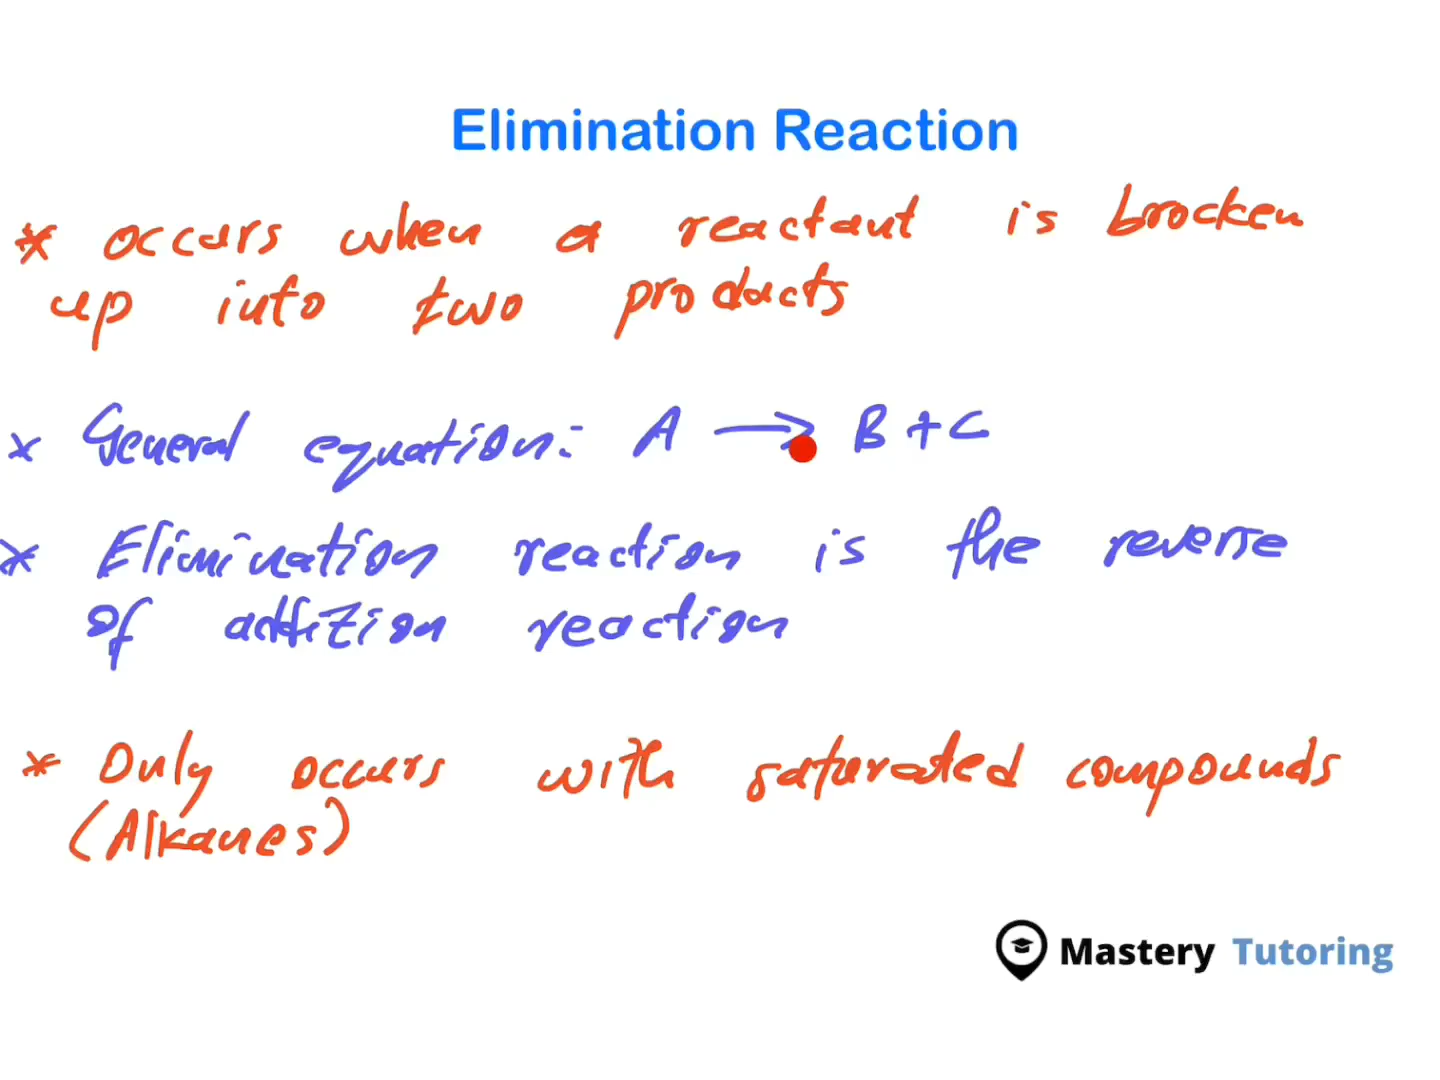 Elimination Reaction
* occurs when a reactant is brocken
up into two products
* General equation: A → B + C
* Elimination reaction is the reverse
of addition reaction
* Only occurs with saturated compounds
(Alkanes)
Mastery Tutoring